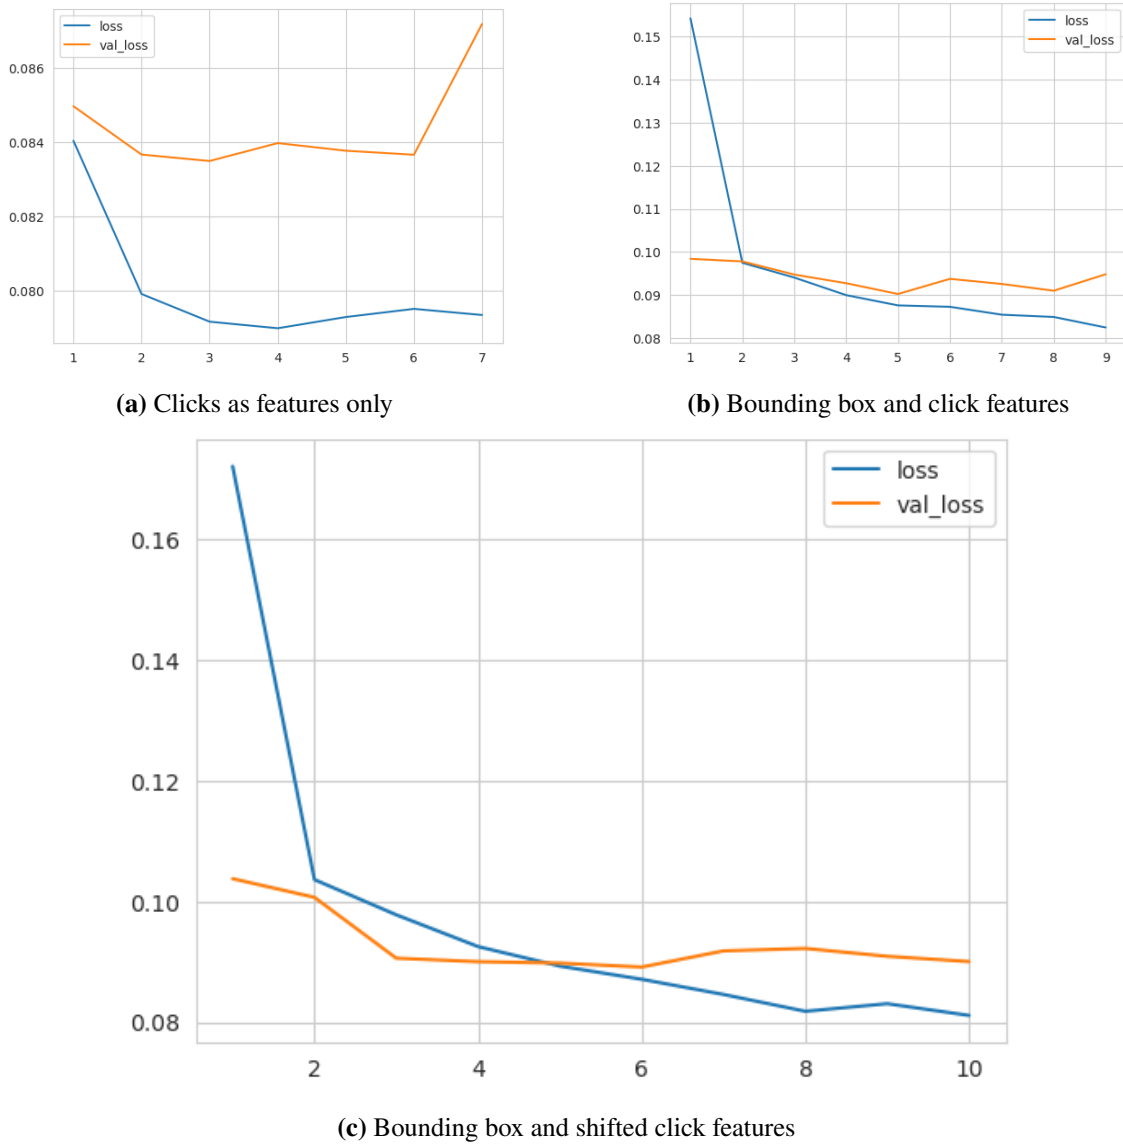 loss
val_loss
0.086
0.084
0.082
0.080
1 2 3 4 5 6 7
(a) Clicks as features only
loss
val_loss
0.15
0.14
0.13
0.12
0.11
0.10
0.09
0.08
1 2 3 4 5 6 7 8 9
(b) Bounding box and click features
loss
val_loss
0.16
0.14
0.12
0.10
0.08
2 4 6 8 10
(c) Bounding box and shifted click features